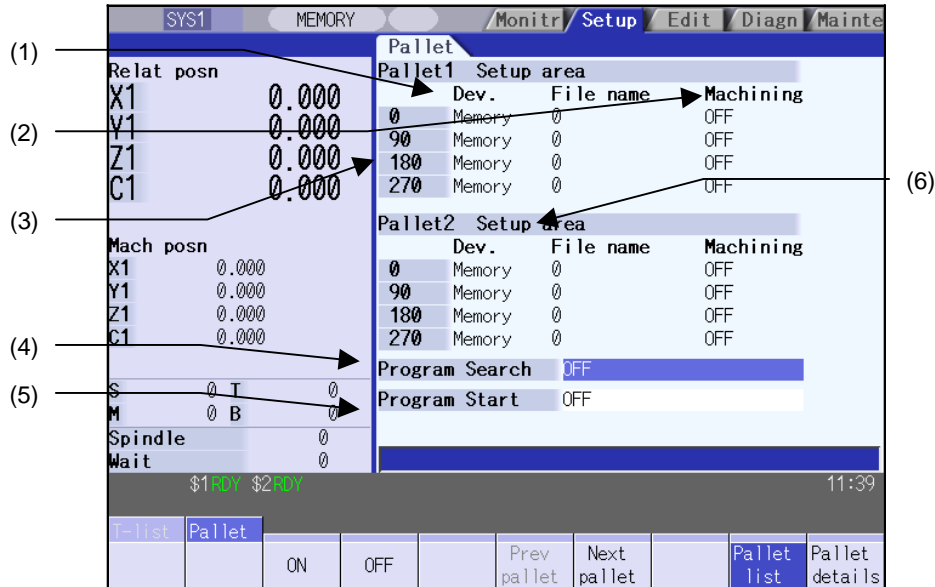 SYS1 MEMORY Monitr Setup Edit Diagn Mainte
Pallet
(1)
(2)
(3)
(4)
(5)
(6)
Relat posn
X1 0.000
Y1 0.000
Z1 0.000
C1 0.000
Mach posn
X1 0.000
Y1 0.000
Z1 0.000
C1 0.000
S 0 T 0
M 0 B 0
Spindle 0
Wait 0
Pallet1 Setup area
Dev. File name Machining
0 Memory 0 OFF
90 Memory 0 OFF
180 Memory 0 OFF
270 Memory 0 OFF
Pallet2 Setup area
Dev. File name Machining
0 Memory 0 OFF
90 Memory 0 OFF
180 Memory 0 OFF
270 Memory 0 OFF
Program Search OFF
Program Start OFF
$1RDY $2RDY 11:39
T-list Pallet
ON OFF Prev pallet Next pallet Pallet list Pallet details